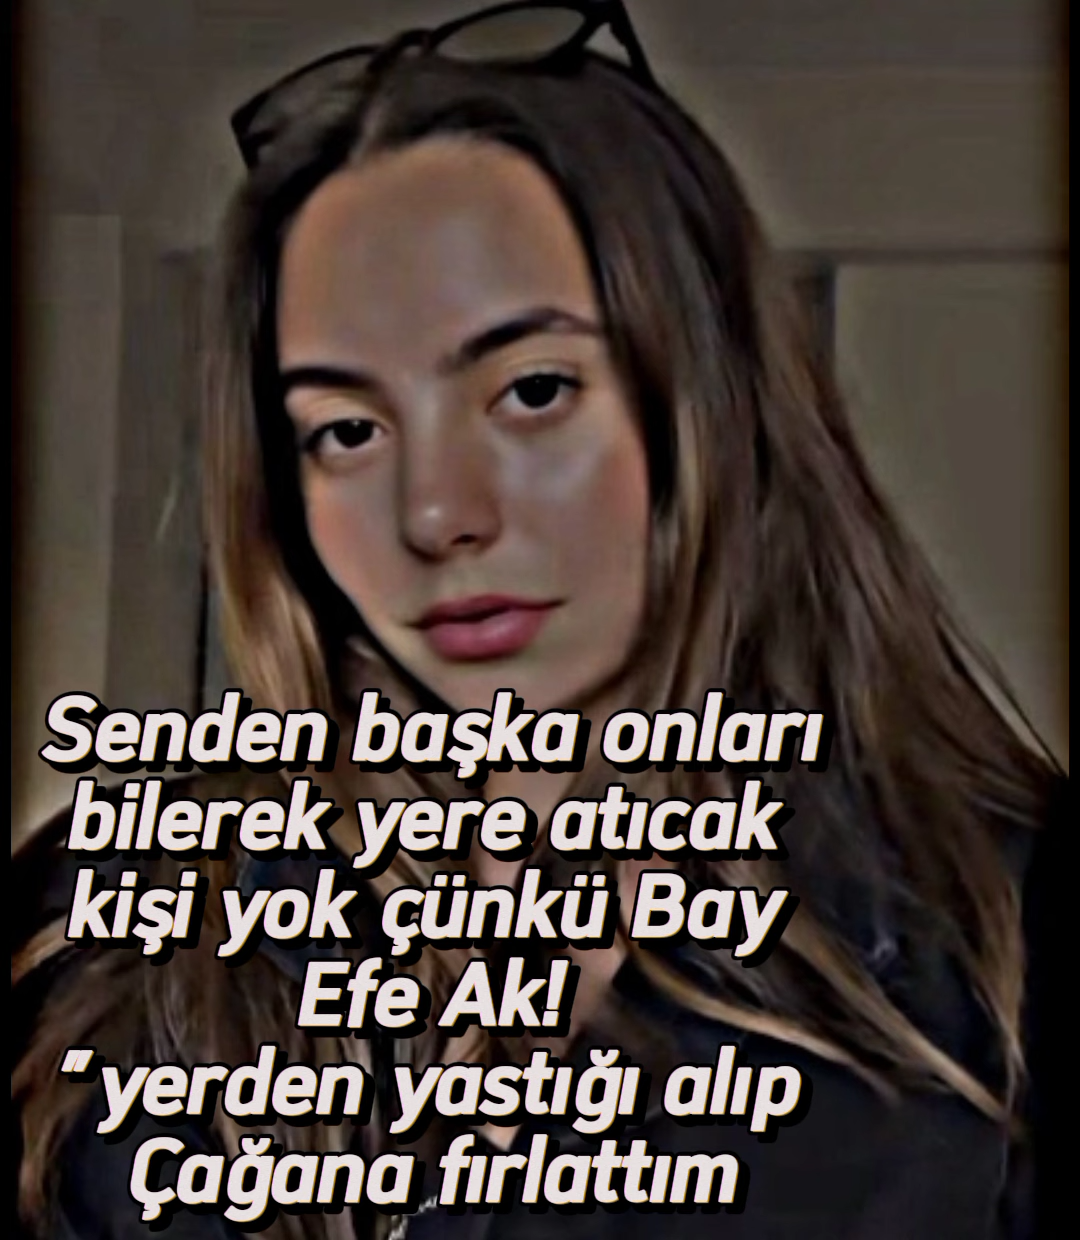 Senden başka onları
bilerek yere atıcak
kişi yok çünkü Bay
Efe Ak!
"yerden yastığı alıp
Çağana fırlattım